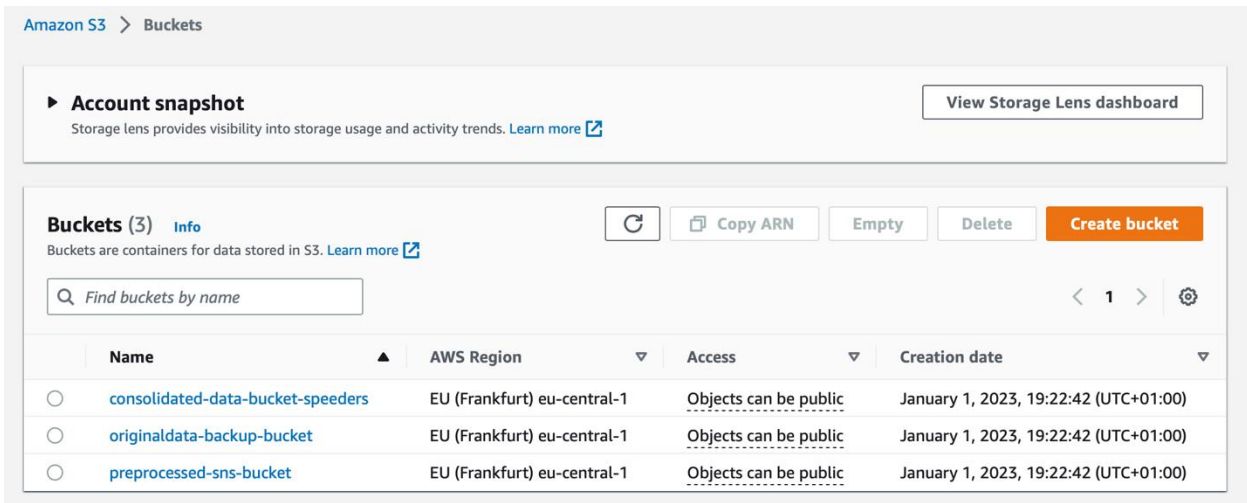 Amazon S3 > Buckets
Account snapshot
View Storage Lens dashboard
Storage lens provides visibility into storage usage and activity trends. Learn more
Buckets (3) Info
Copy ARN Empty Delete Create bucket
Buckets are containers for data stored in S3. Learn more
Find buckets by name
< 1 >
Name AWS Region Access Creation date
consolidated-data-bucket-speeders EU (Frankfurt) eu-central-1 Objects can be public January 1, 2023, 19:22:42 (UTC+01:00)
originaldata-backup-bucket EU (Frankfurt) eu-central-1 Objects can be public January 1, 2023, 19:22:42 (UTC+01:00)
preprocessed-sns-bucket EU (Frankfurt) eu-central-1 Objects can be public January 1, 2023, 19:22:42 (UTC+01:00)